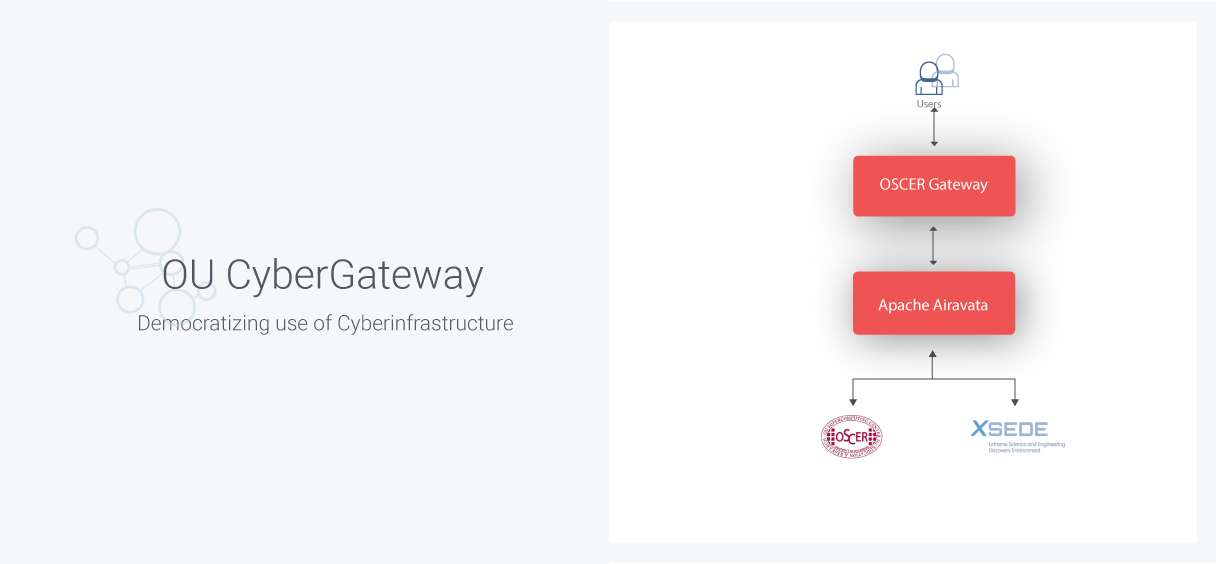 OU CyberGateway
Democratizing use of Cyberinfrastructure
Users
OSCER Gateway
Apache Airavata
OSCER
XSEDE
Extreme Science and Engineering
Discovery Environment